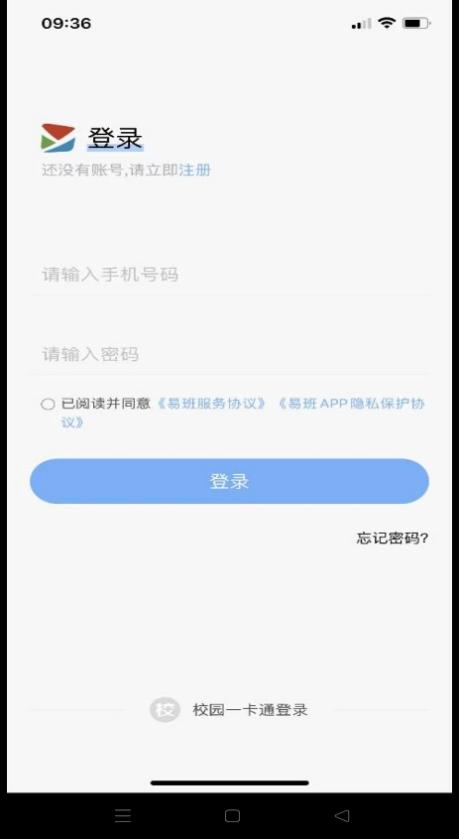 09:36
登录
还没有账号,请立即注册
请输入手机号码
请输入密码
已阅读并同意《易班服务协议》《易班APP隐私保护协
议》
登录
忘记密码?
校 校园一卡通登录